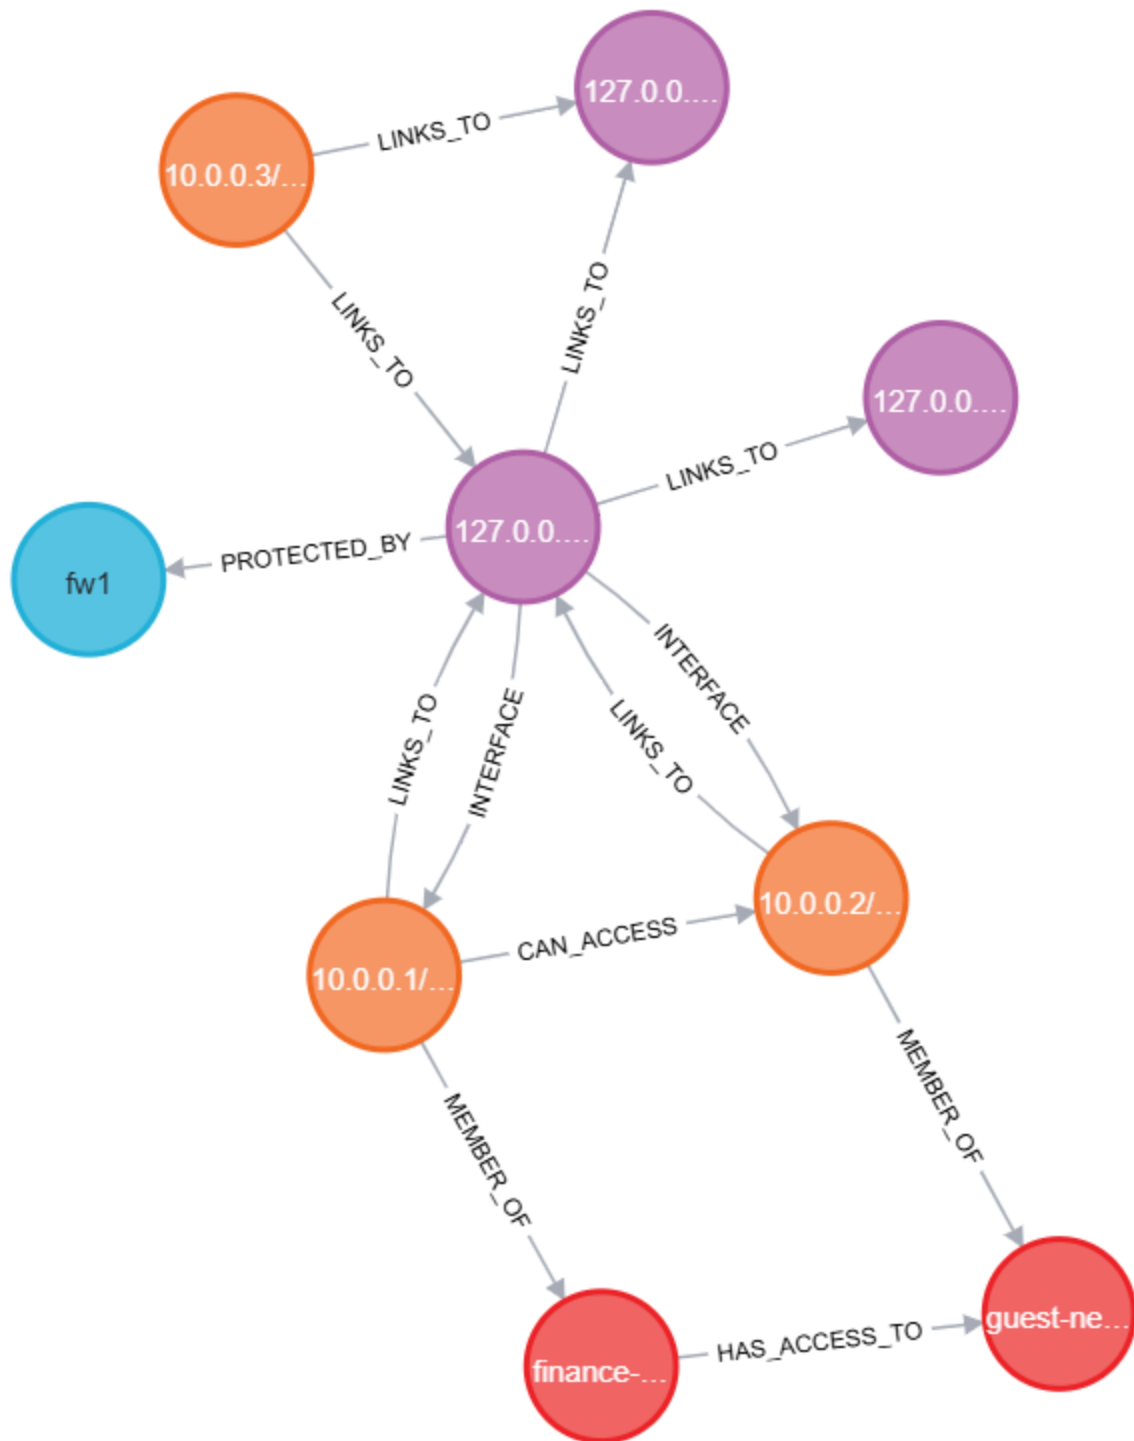 127.0.0....
LINKS_TO
10.0.0.3/...
LINKS_TO
LINKS_TO
127.0.0....
LINKS_TO
127.0.0....
PROTECTED_BY
fw1
INTERFACE
LINKS_TO
INTERFACE
LINKS_TO
10.0.0.2/...
CAN_ACCESS
10.0.0.1/...
MEMBER_OF
MEMBER_OF
guest-ne...
HAS_ACCESS_TO
finance-...